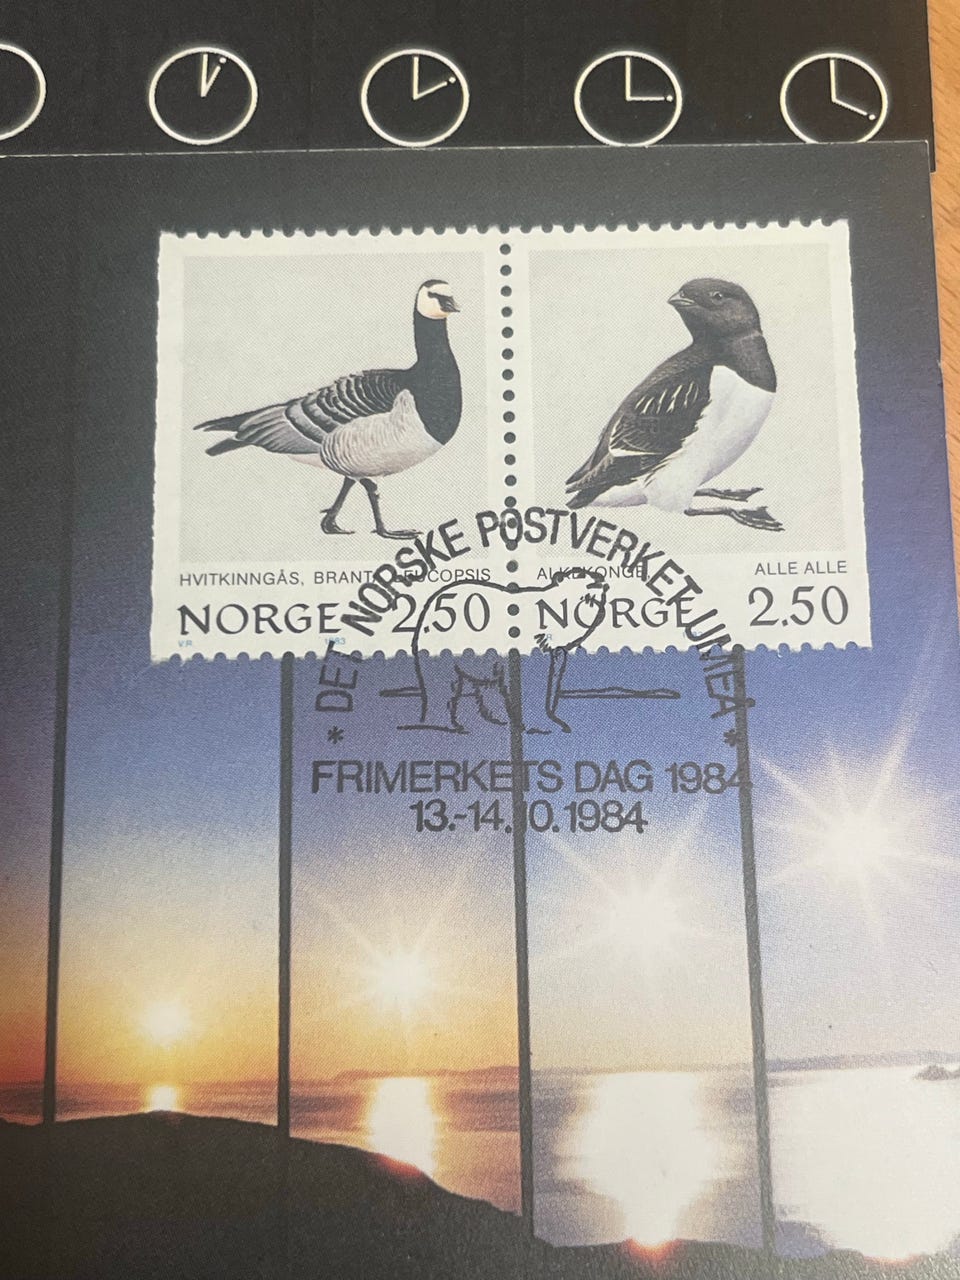 HVITKINNGÅS, BRANTA LEUCOPSIS
NORGE 2.50
V.R. 1983
ALKEKONGE, ALLE ALLE
NORGE 2.50
* DET NORSKE POSTVERKET UMEÅ *
FRIMERKETS DAG 1984
13.-14.10.1984